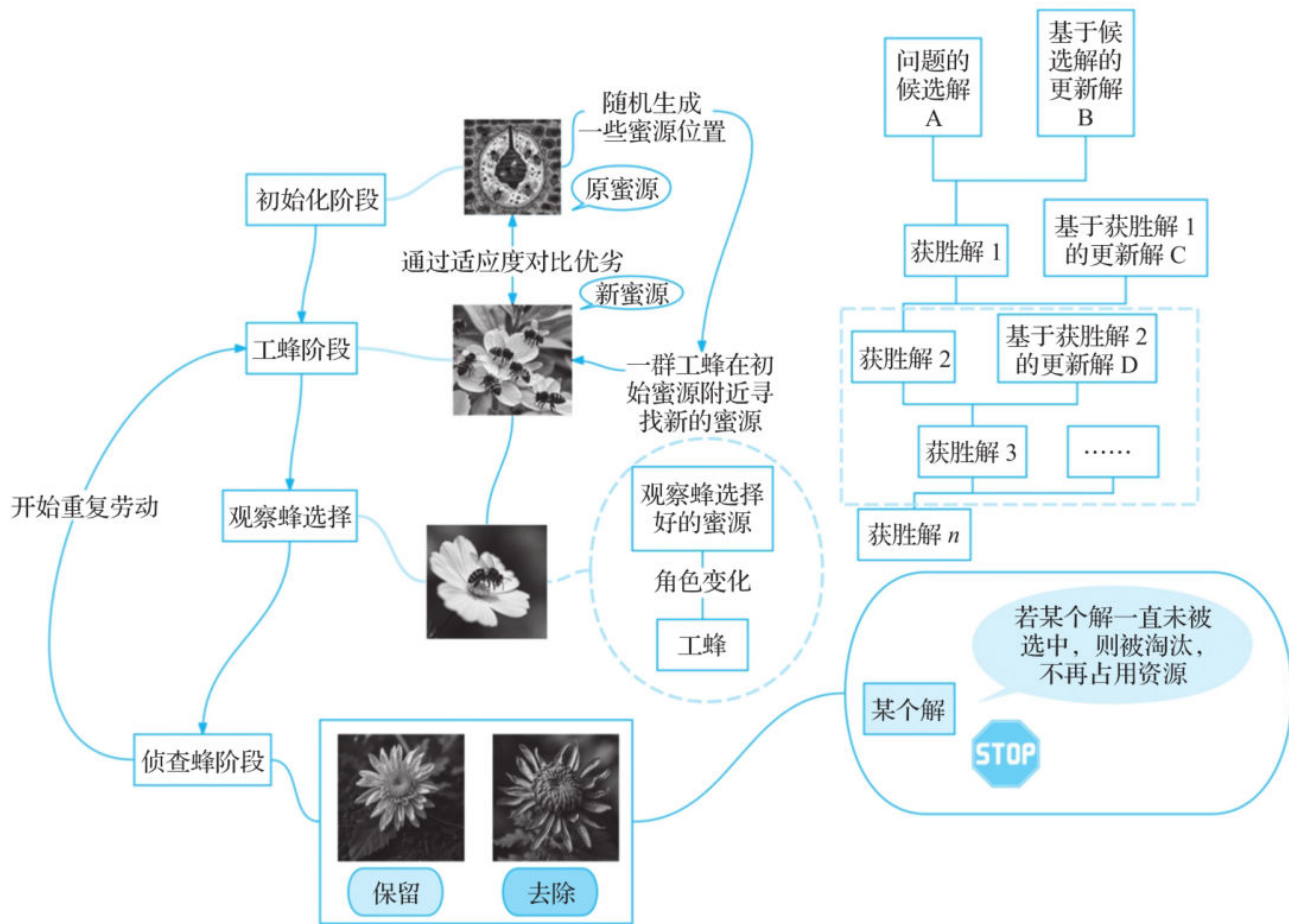 随机生成
一些蜜源位置
初始化阶段
原蜜源
通过适应度对比优劣
新蜜源
工蜂阶段
一群工蜂在初
始蜜源附近寻
找新的蜜源
开始重复劳动
观察蜂选择
观察蜂选择
好的蜜源
角色变化
工蜂
侦查蜂阶段
保留
去除
问题的
候选解
A
基于候
选解的
更新解
B
获胜解 1
基于获胜解 1
的更新解 C
获胜解 2
基于获胜解 2
的更新解 D
获胜解 3
……
获胜解 n
若某个解一直未被
选中，则被淘汰，
不再占用资源
某个解
STOP